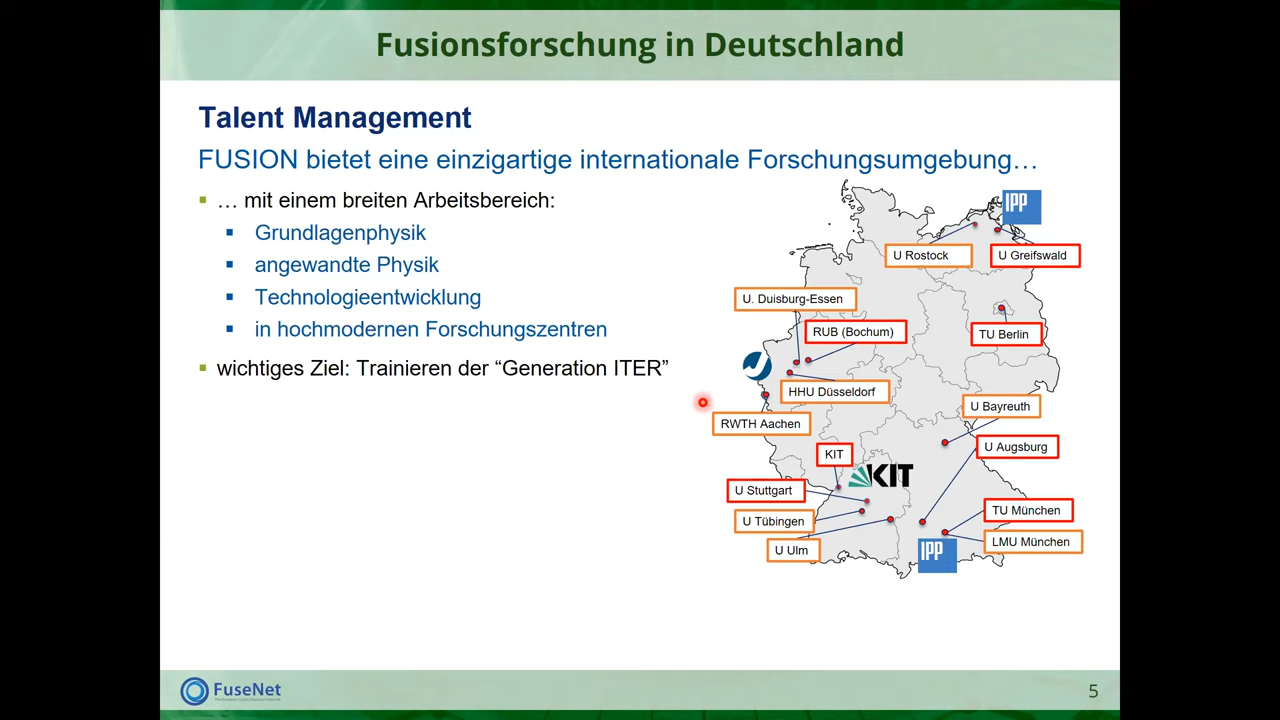 Fusionsforschung in Deutschland
Talent Management
FUSION bietet eine einzigartige internationale Forschungsumgebung…
… mit einem breiten Arbeitsbereich:
Grundlagenphysik
angewandte Physik
Technologieentwicklung
in hochmodernen Forschungszentren
wichtiges Ziel: Trainieren der “Generation ITER”
IPP
U Rostock
U Greifswald
U. Duisburg-Essen
RUB (Bochum)
TU Berlin
J
HHU Düsseldorf
U Bayreuth
RWTH Aachen
U Augsburg
KIT
KIT
U Stuttgart
TU München
U Tübingen
LMU München
U Ulm
IPP
FuseNet
5